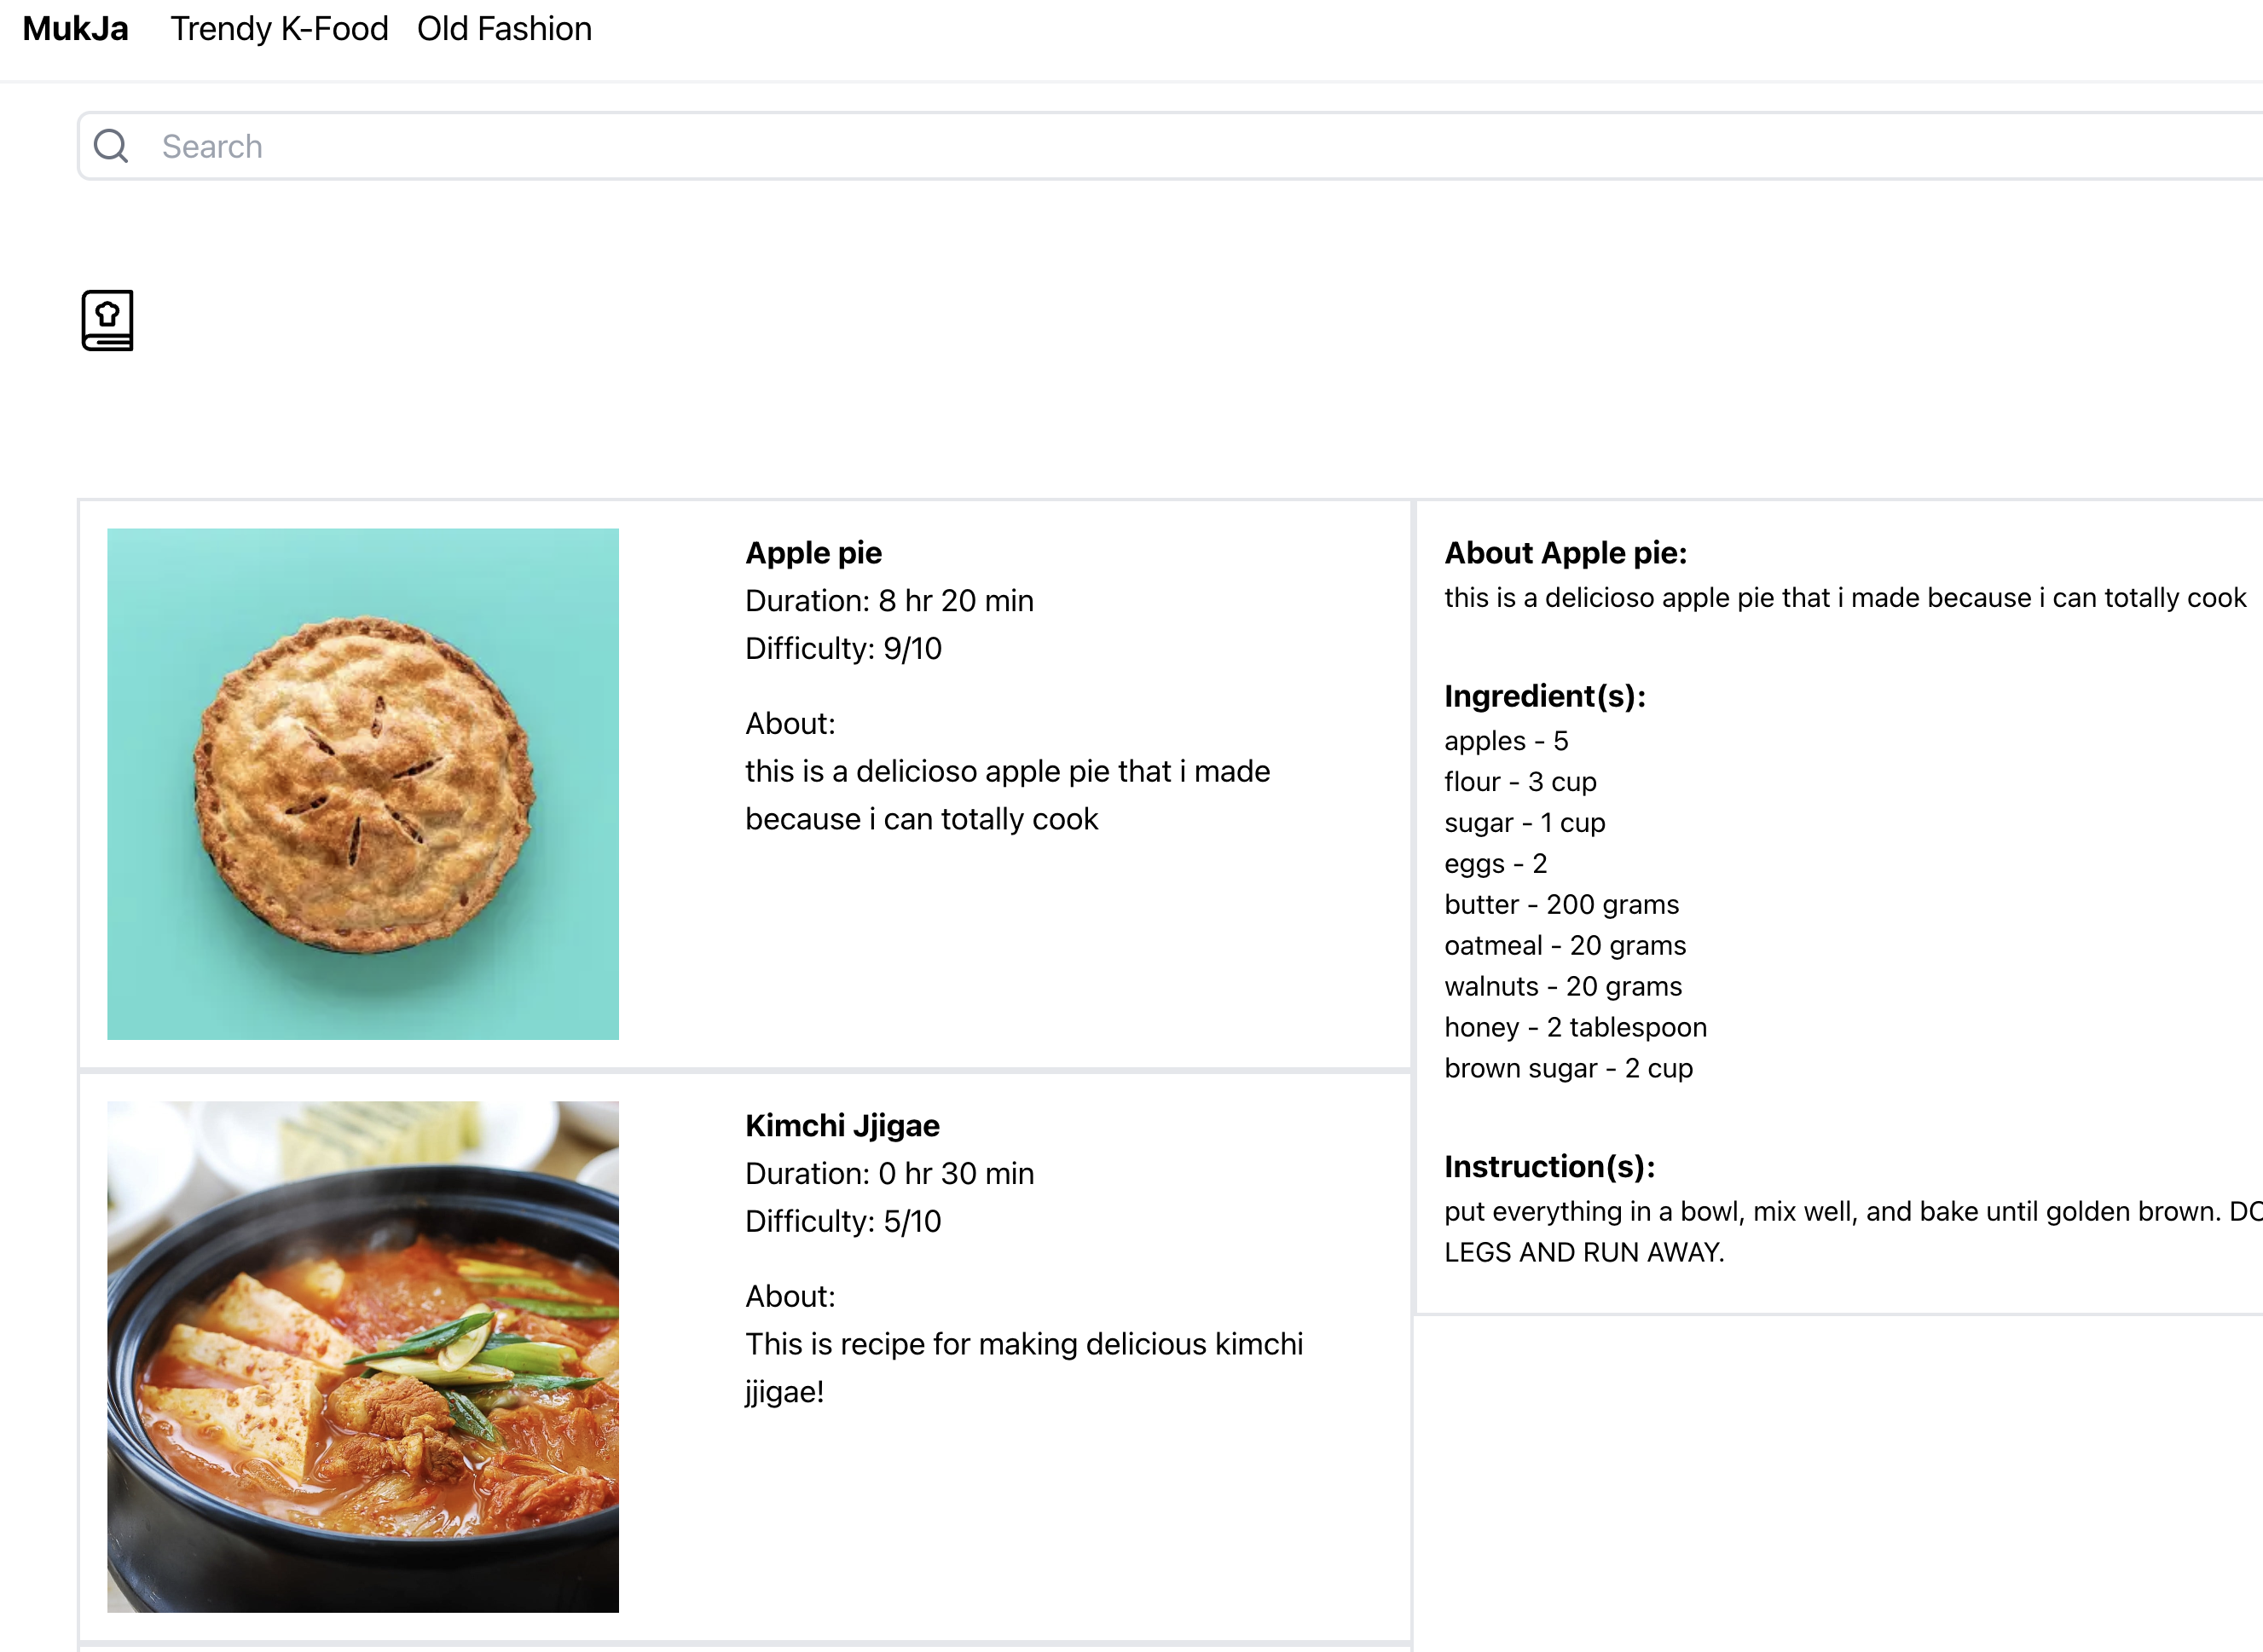 MukJa Trendy K-Food Old Fashion
Search
Apple pie
Duration: 8 hr 20 min
Difficulty: 9/10
About:
this is a delicioso apple pie that i made
because i can totally cook
Kimchi Jjigae
Duration: 0 hr 30 min
Difficulty: 5/10
About:
This is recipe for making delicious kimchi
jjigae!
About Apple pie:
this is a delicioso apple pie that i made because i can totally cook
Ingredient(s):
apples - 5
flour - 3 cup
sugar - 1 cup
eggs - 2
butter - 200 grams
oatmeal - 20 grams
walnuts - 20 grams
honey - 2 tablespoon
brown sugar - 2 cup
Instruction(s):
put everything in a bowl, mix well, and bake until golden brown.
LEGS AND RUN AWAY.